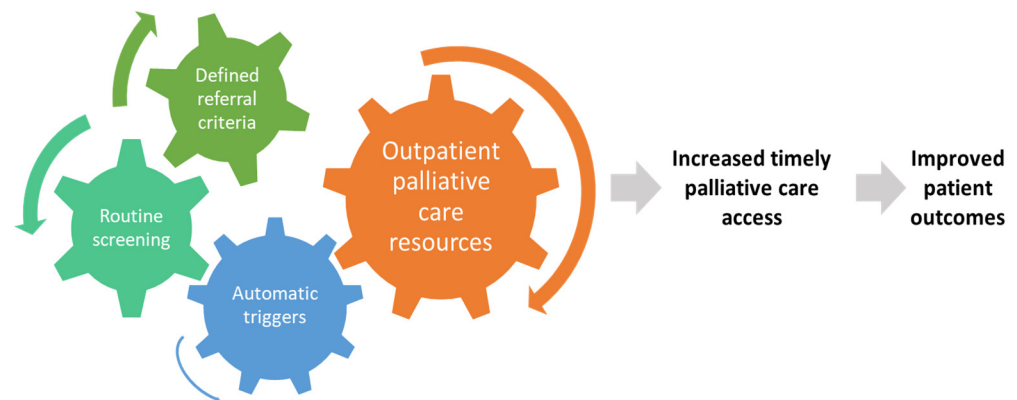 Defined
referral
criteria
Routine
screening
Automatic
triggers
Outpatient
palliative
care
resources
Increased timely
palliative care
access
Improved
patient
outcomes